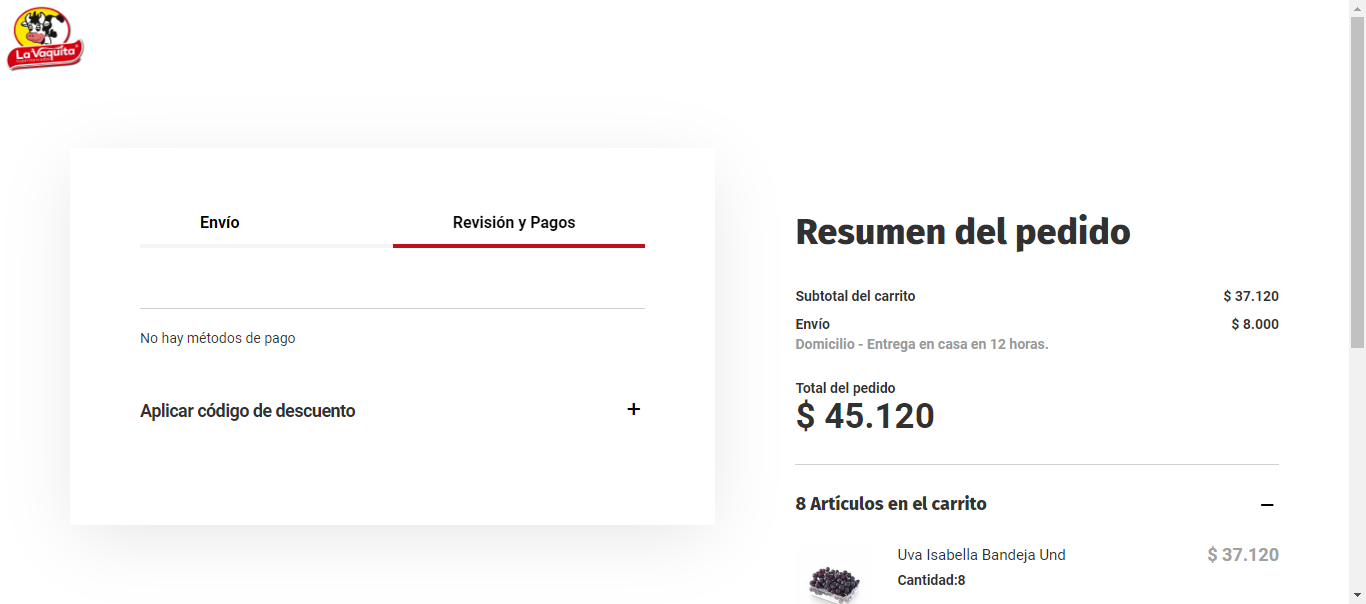 La Vaquita
Envío
Revisión y Pagos
No hay métodos de pago
Aplicar código de descuento
Resumen del pedido
Subtotal del carrito $ 37.120
Envío $ 8.000
Domicilio - Entrega en casa en 12 horas.
Total del pedido
$ 45.120
8 Artículos en el carrito
Uva Isabella Bandeja Und $ 37.120
Cantidad:8